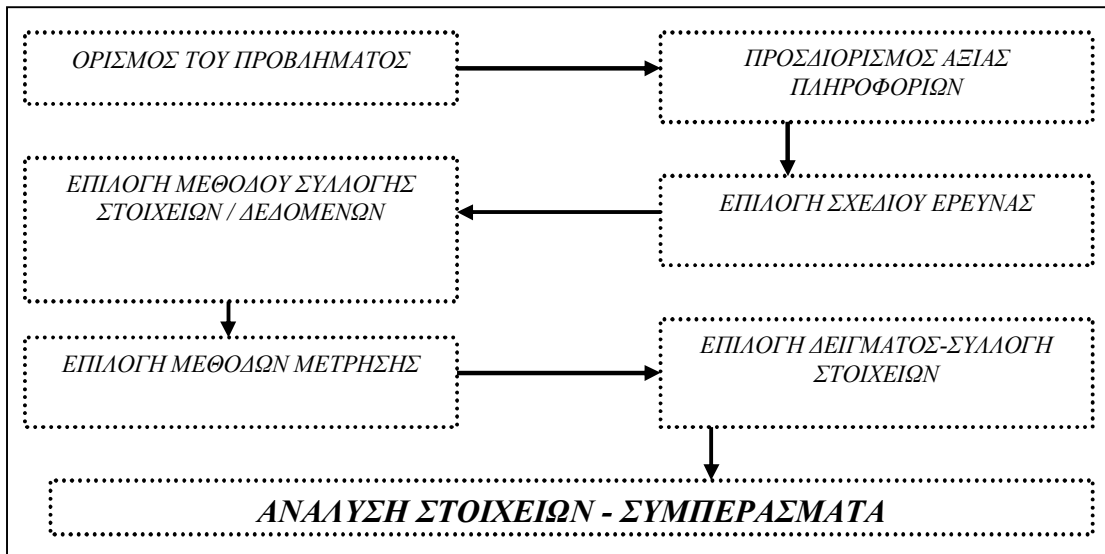 ΟΡΙΣΜΟΣ ΤΟΥ ΠΡΟΒΛΗΜΑΤΟΣ
ΠΡΟΣΔΙΟΡΙΣΜΟΣ ΑΞΙΑΣ
ΠΛΗΡΟΦΟΡΙΩΝ
ΕΠΙΛΟΓΗ ΣΧΕΔΙΟΥ ΕΡΕΥΝΑΣ
ΕΠΙΛΟΓΗ ΜΕΘΟΔΟΥ ΣΥΛΛΟΓΗΣ
ΣΤΟΙΧΕΙΩΝ / ΔΕΔΟΜΕΝΩΝ
ΕΠΙΛΟΓΗ ΜΕΘΟΔΩΝ ΜΕΤΡΗΣΗΣ
ΕΠΙΛΟΓΗ ΔΕΙΓΜΑΤΟΣ-ΣΥΛΛΟΓΗ
ΣΤΟΙΧΕΙΩΝ
ΑΝΑΛΥΣΗ ΣΤΟΙΧΕΙΩΝ - ΣΥΜΠΕΡΑΣΜΑΤΑ